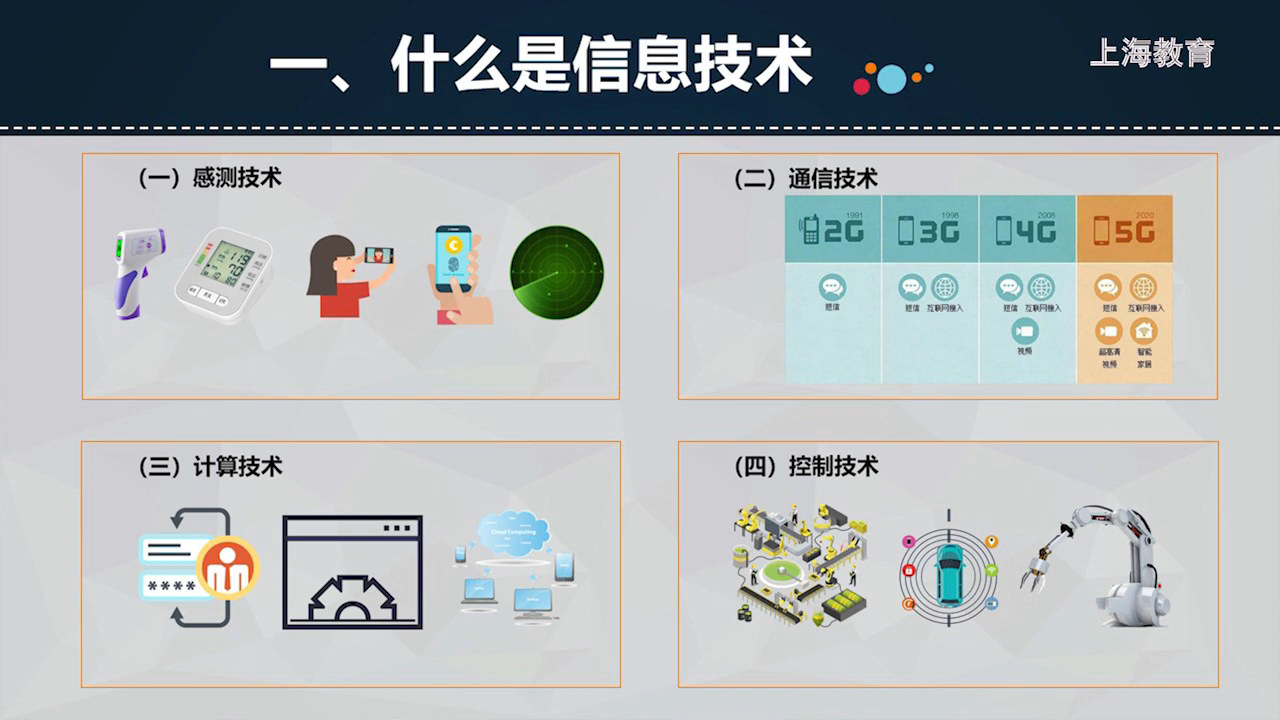 一、什么是信息技术
上海教育
（一）感测技术
（二）通信技术
1991 1998 2008 2020
2G 3G 4G 5G
短信 短信 互联网接入 短信 互联网接入 短信 互联网接入
视频 超高清 智能
视频 家居
（三）计算技术
（四）控制技术
Cloud Computing
****